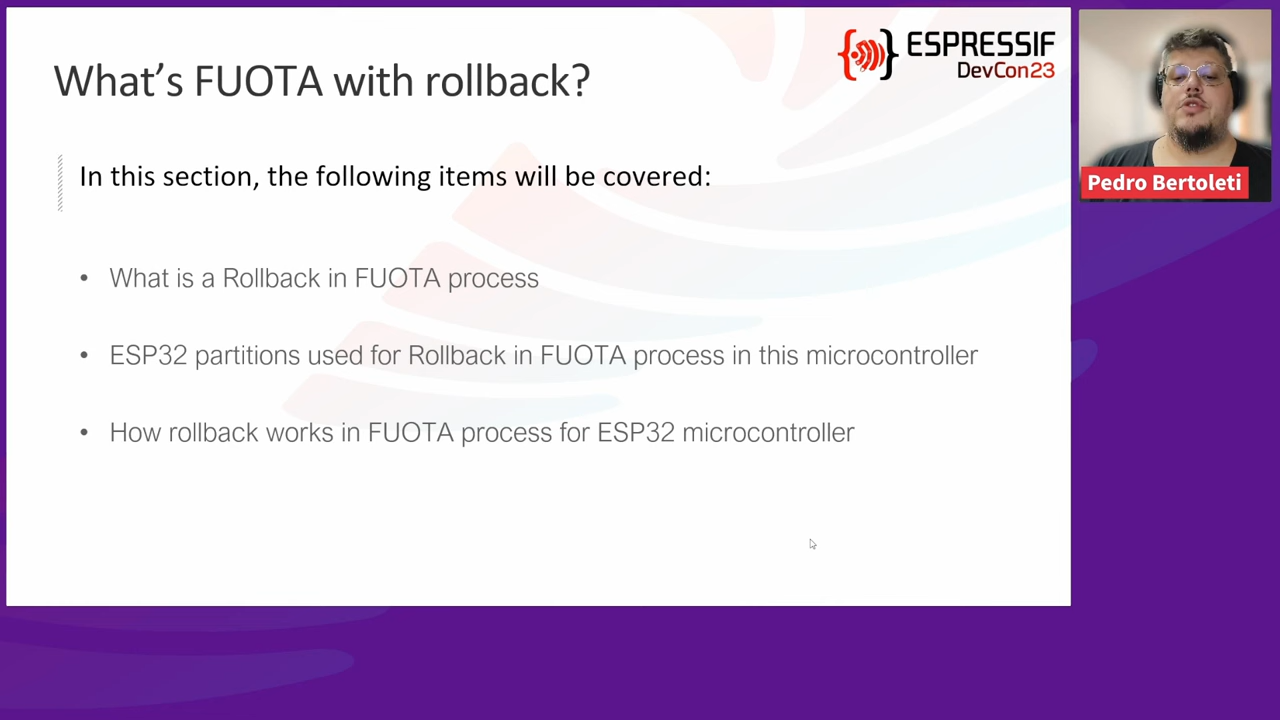 What's FUOTA with rollback?
ESPRESSIF
DevCon23
In this section, the following items will be covered:
• What is a Rollback in FUOTA process
• ESP32 partitions used for Rollback in FUOTA process in this microcontroller
• How rollback works in FUOTA process for ESP32 microcontroller
Pedro Bertoleti